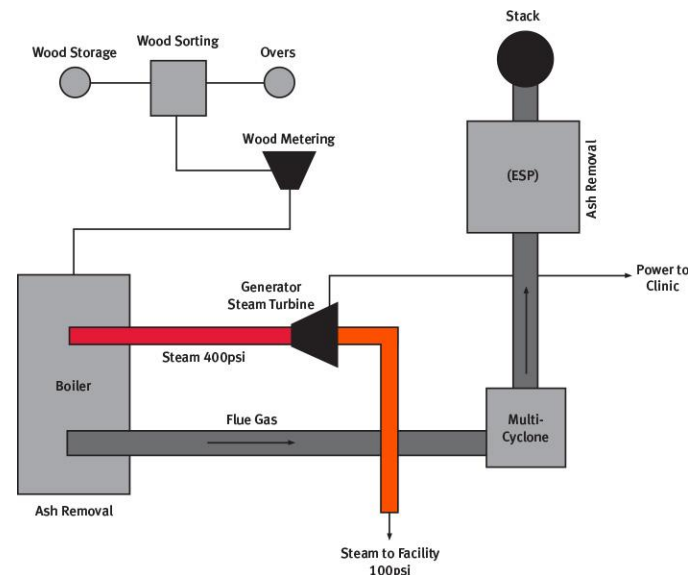 Stack
Wood Sorting
Wood Storage
Overs
Wood Metering
(ESP)
Ash Removal
Generator
Steam Turbine
Power to
Clinic
Steam 400psi
Boiler
Flue Gas
Multi-
Cyclone
Ash Removal
Steam to Facility
100psi